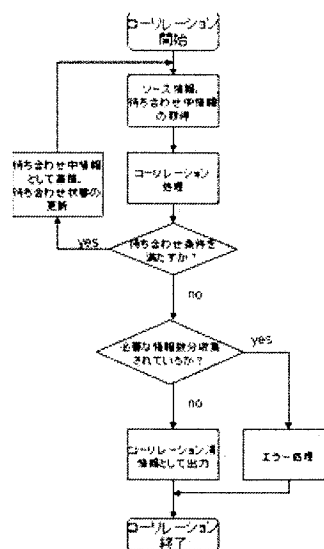 コーリレーション
開始
ソース情報、
待ち合わせ中情報
の取得
待ち合わせ中情報
として蓄積、
待ち合わせ状態の
更新
コーリレーション
処理
yes
待ち合わせ条件を
満たすか?
no
必要な情報数分収集
されているか?
yes
no
コーリレーション済
情報として出力
エラー処理
コーリレーション
終了